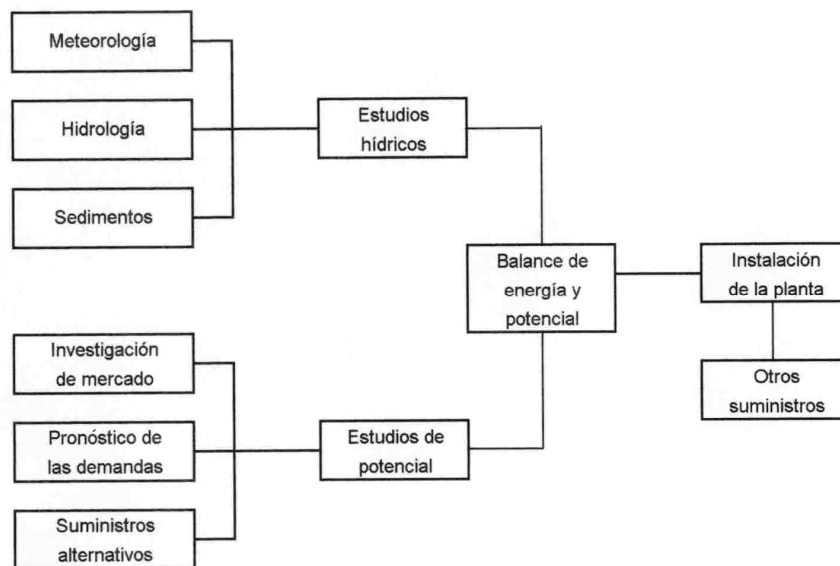 Meteorología
Hidrología
Sedimentos
Estudios
hídricos
Balance de
energía y
potencial
Instalación
de la planta
Otros
suministros
Investigación
de mercado
Pronóstico de
las demandas
Suministros
alternativos
Estudios de
potencial